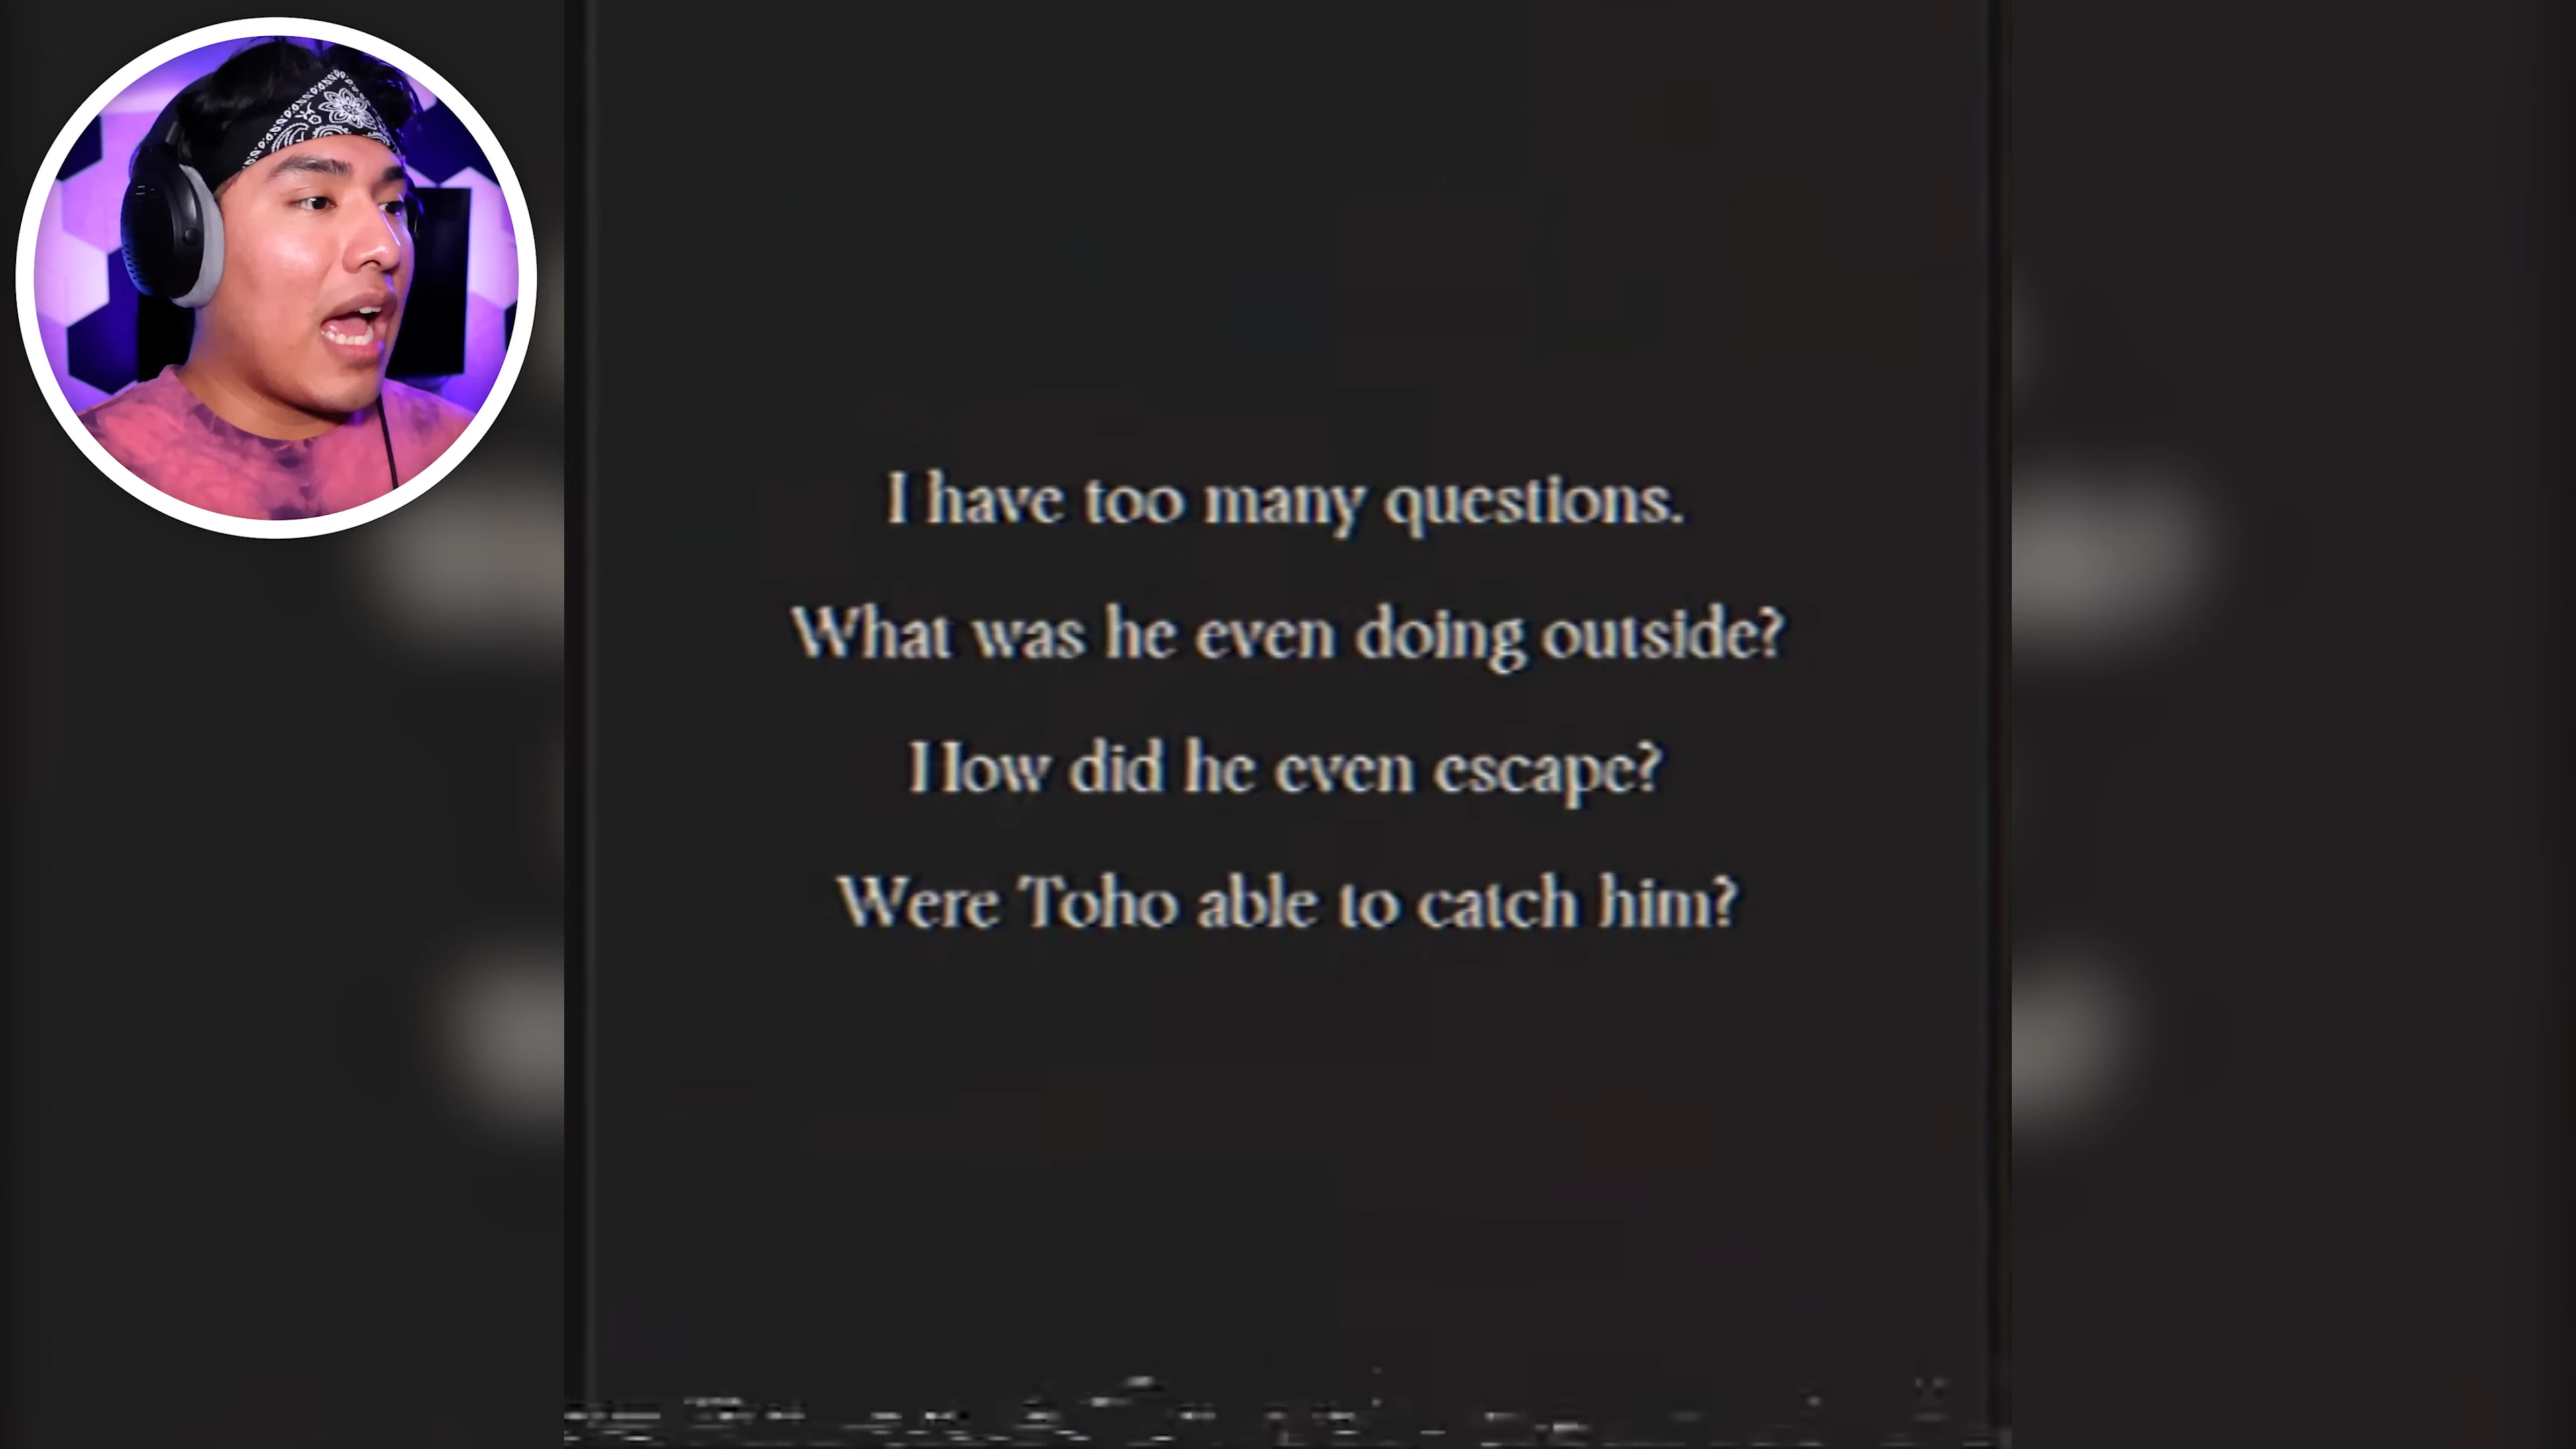 I have too many questions.
What was he even doing outside?
How did he even escape?
Were Toho able to catch him?